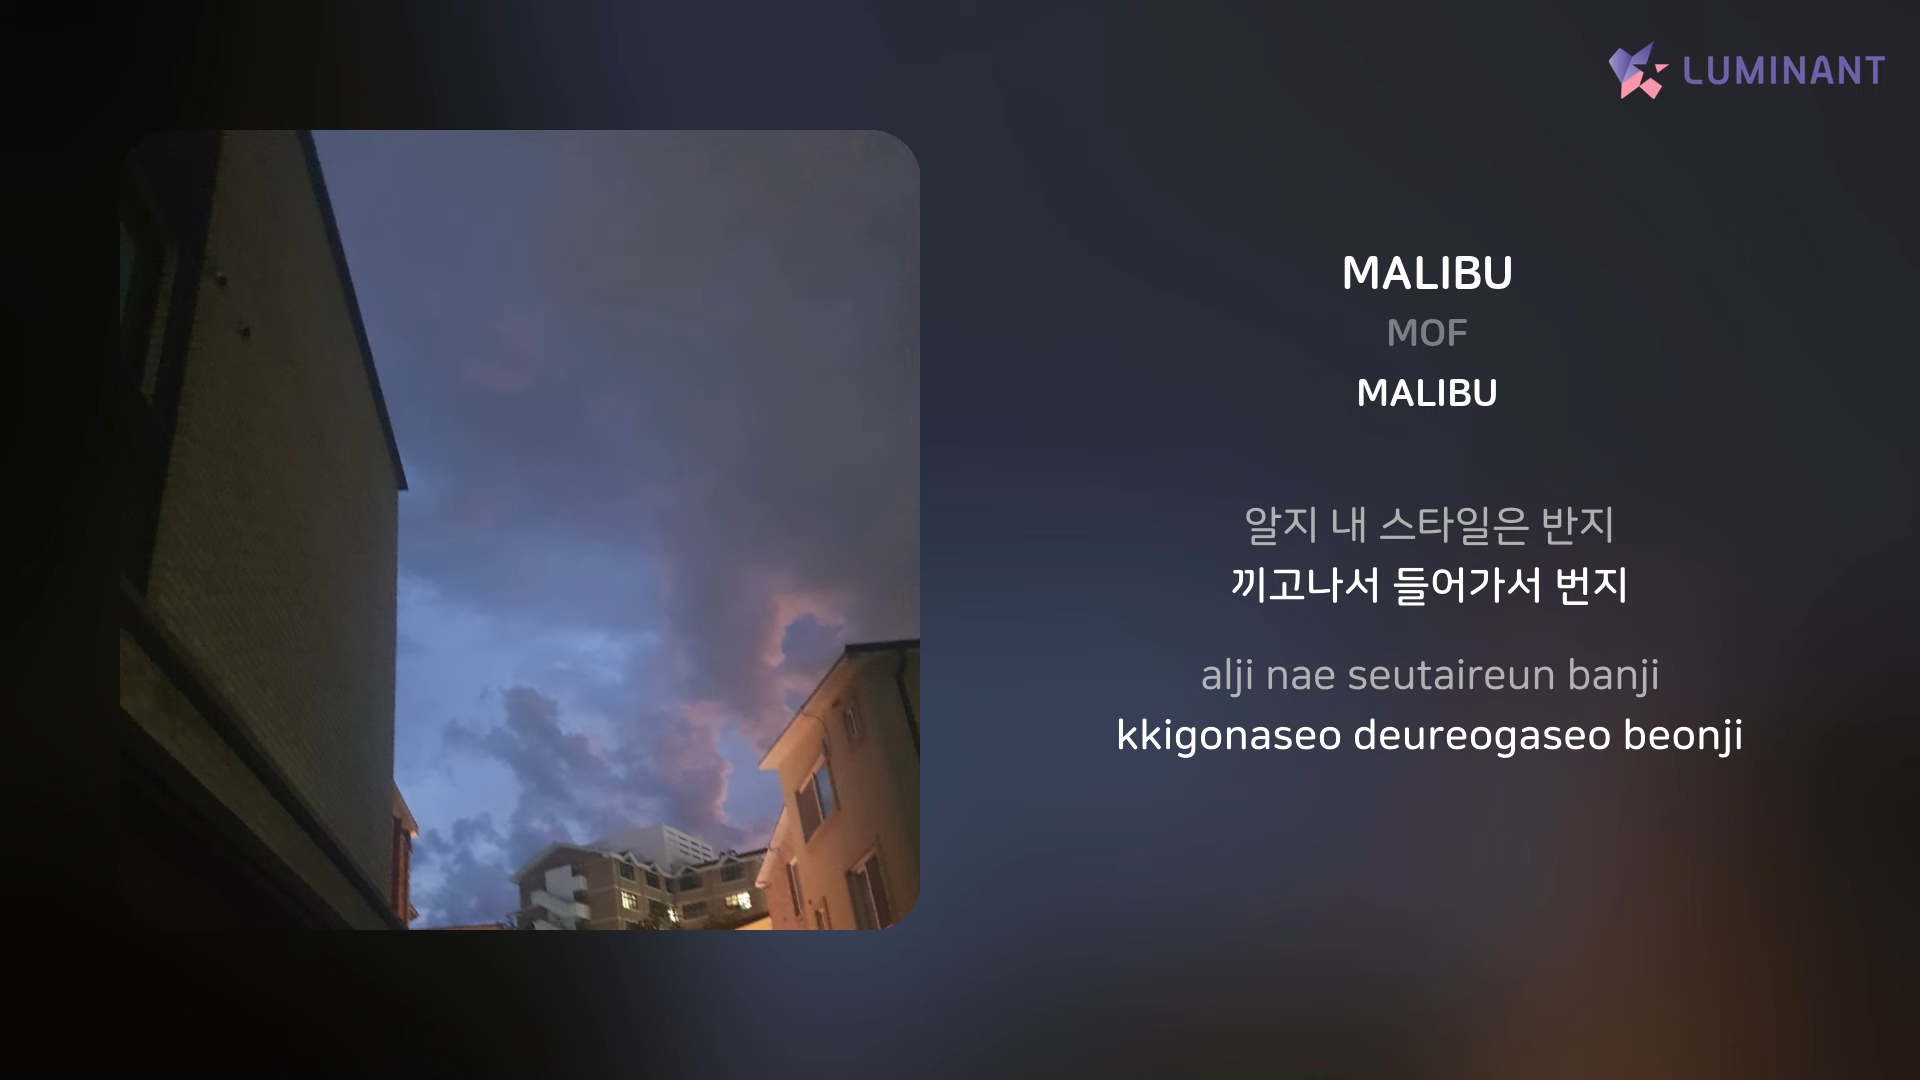 LUMINANT
MALIBU
MOF
MALIBU
알지 내 스타일은 반지
끼고나서 들어가서 번지
alji nae seutaireun banji
kkigonaseo deureogaseo beonji